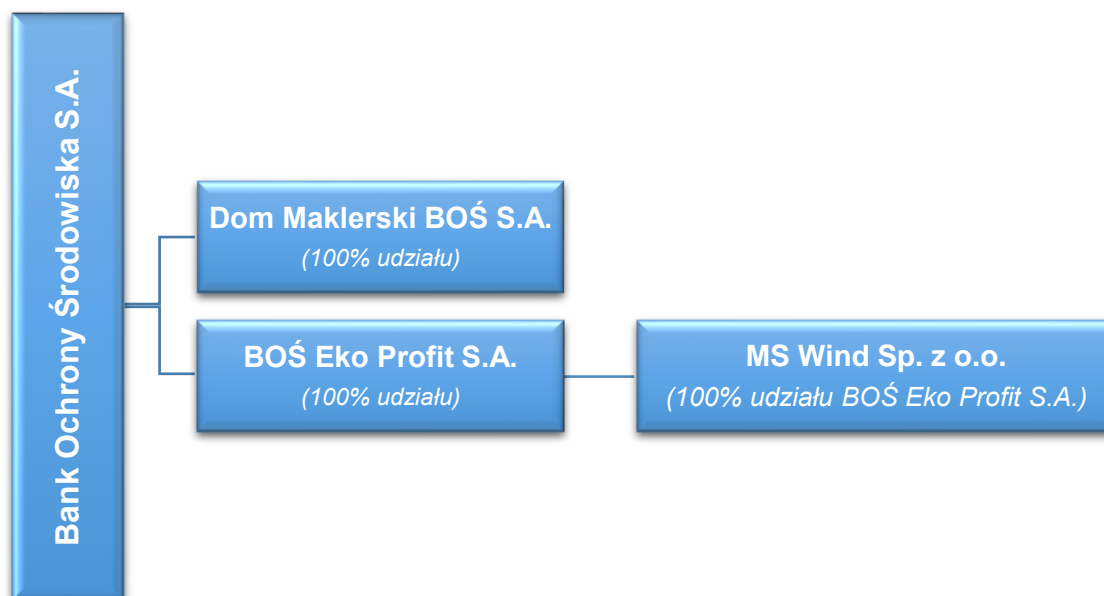 Bank Ochrony Środowiska S.A.
Dom Maklerski BOŚ S.A.
(100% udziału)
BOŚ Eko Profit S.A.
(100% udziału)
MS Wind Sp. z o.o.
(100% udziału BOŚ Eko Profit S.A.)